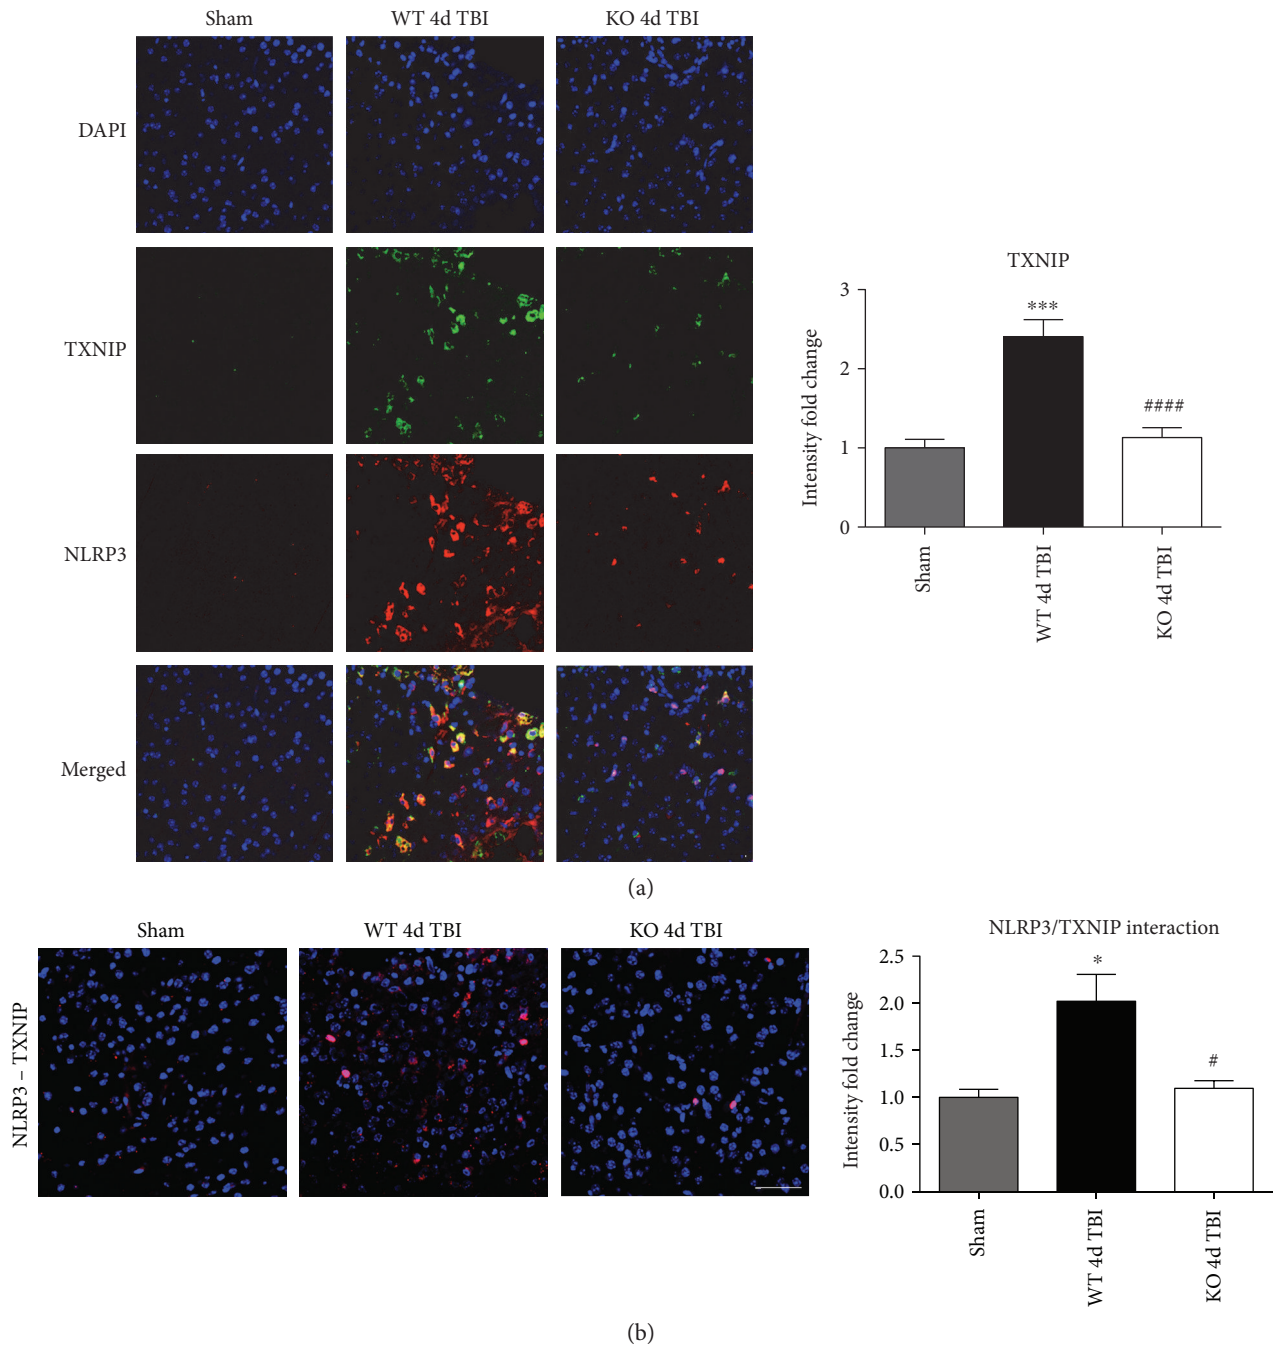 Sham WT 4d TBI KO 4d TBI
DAPI
TXNIP
NLRP3
Merged
TXNIP
Intensity fold change
3
2
1
0
***
####
Sham
WT 4d TBI
KO 4d TBI
(a)
Sham WT 4d TBI KO 4d TBI
NLRP3 – TXNIP
NLRP3/TXNIP interaction
Intensity fold change
2.5
2.0
1.5
1.0
0.5
0.0
*
#
Sham
WT 4d TBI
KO 4d TBI
(b)